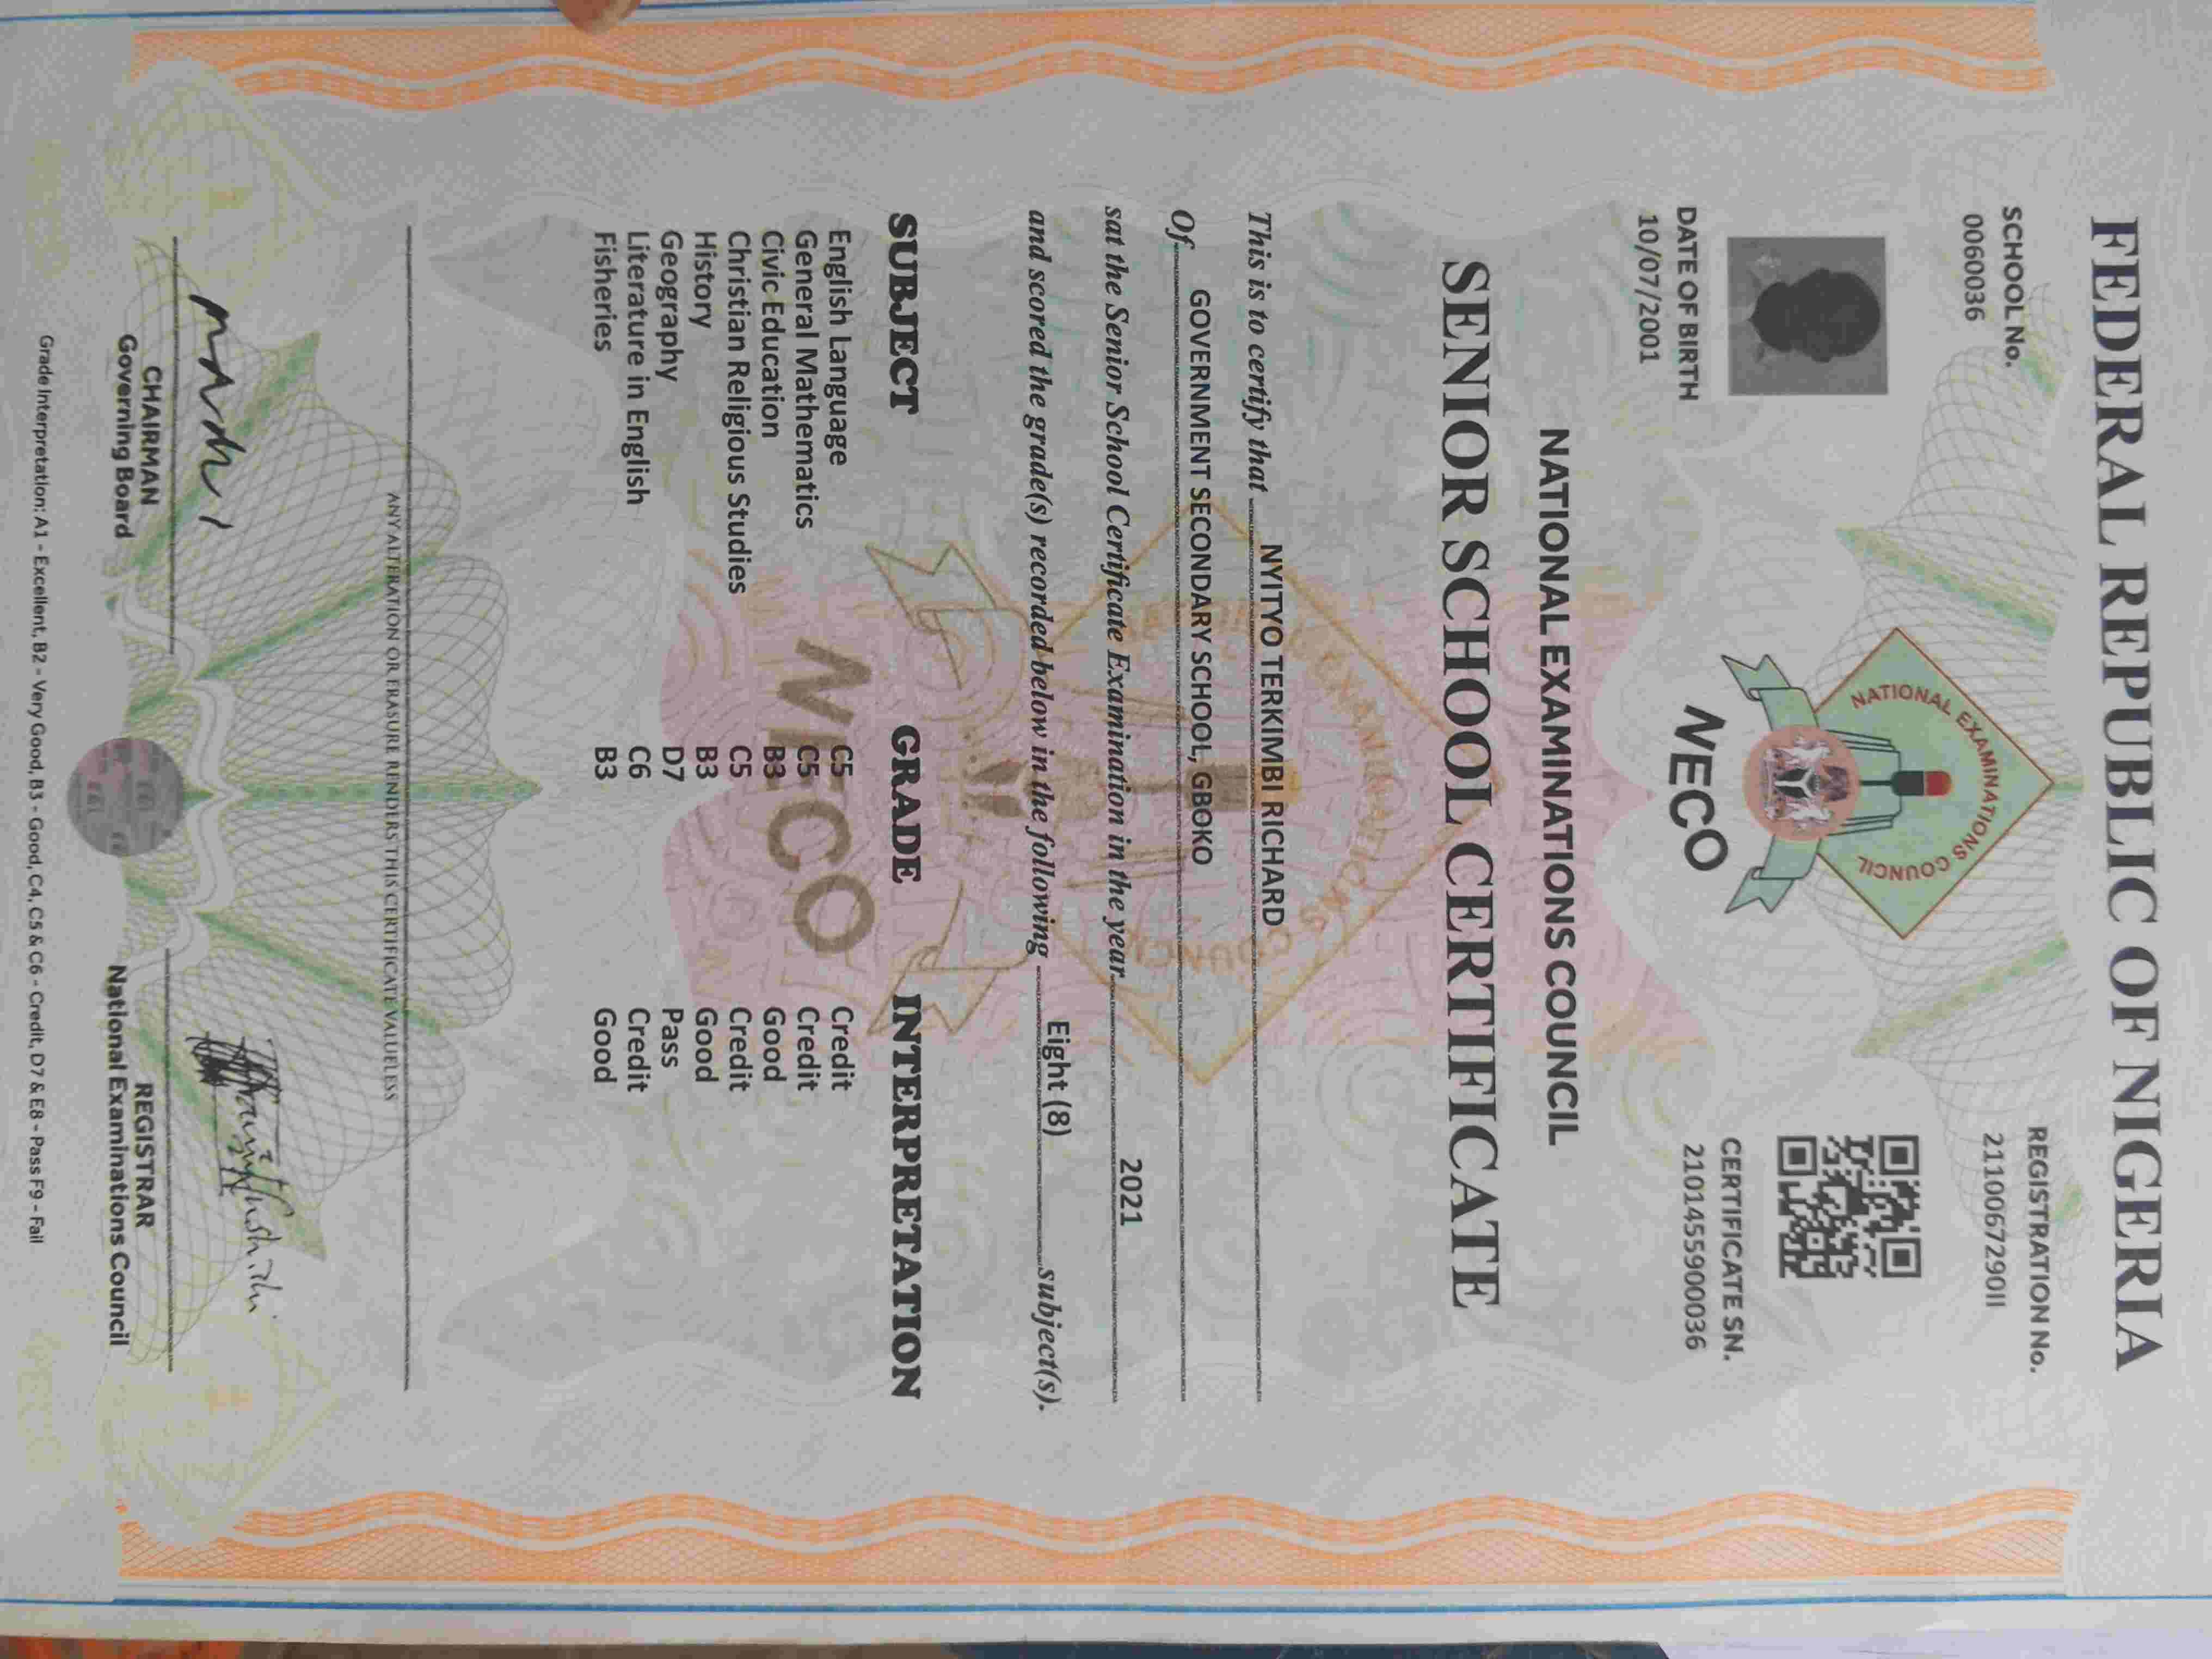 FEDERAL REPUBLIC OF NIGERIA
SCHOOL No.
0060036
REGISTRATION No.
2110067290II
NATIONAL EXAMINATIONS COUNCIL
NECO
DATE OF BIRTH
10/07/2001
CERTIFICATE SN.
21014559000​36
NATIONAL EXAMINATIONS COUNCIL
SENIOR SCHOOL CERTIFICATE
This is to certify that NYITYO TERKIMBI RICHARD
Of GOVERNMENT SECONDARY SCHOOL, GBOKO
sat the Senior School Certificate Examination in the year 2021
and scored the grade(s) recorded below in the following Eight (8) subject(s).
SUBJECT GRADE INTERPRETATION
English Language C5 Credit
General Mathematics C5 Credit
Civic Education B3 Good
Christian Religious Studies C5 Credit
History B3 Good
Geography D7 Pass
Literature in English C6 Credit
Fisheries B3 Good
NECO
ANY ALTERATION OR ERASURE RENDERS THIS CERTIFICATE VALUELESS
CHAIRMAN
Governing Board
REGISTRAR
National Examinations Council
Grade Interpretation: A1 - Excellent, B2 - Very Good, B3 - Good, C4, C5 & C6 - Credit, D7 & E8 - Pass F9 - Fail